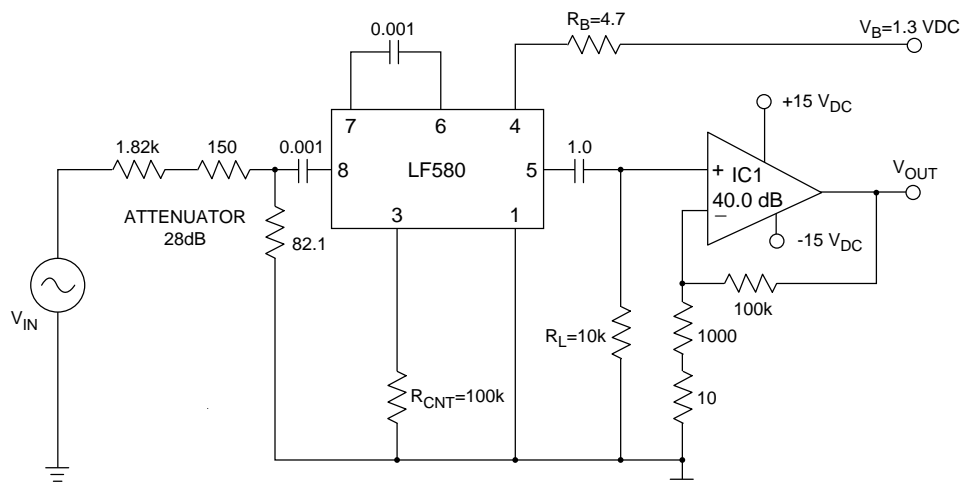 R_B=4.7
V_B=1.3 VDC
0.001
7
6
4
+15 V_DC
1.82k
150
0.001
1.0
8
LF580
5
+
IC1
40.0 dB
−
V_OUT
ATTENUATOR
28dB
3
1
-15 V_DC
82.1
100k
V_IN
R_L=10k
1000
R_CNT=100k
10